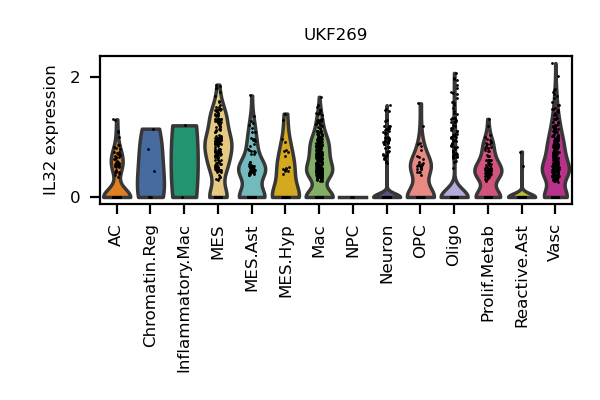 UKF269
IL32 expression
2
0
AC
Chromatin.Reg
Inflammatory.Mac
MES
MES.Ast
MES.Hyp
Mac
NPC
Neuron
OPC
Oligo
Prolif.Metab
Reactive.Ast
Vasc